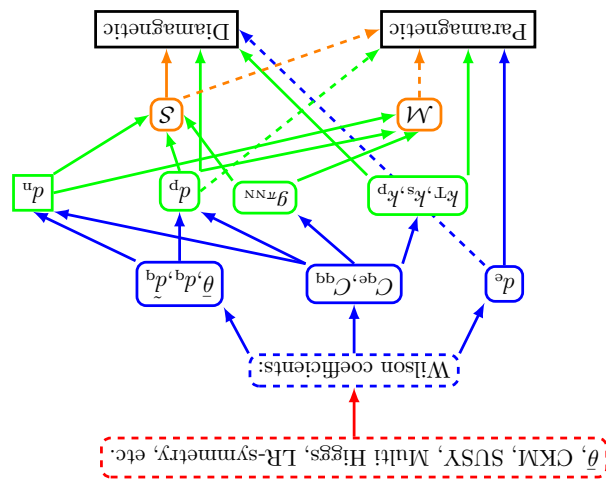 θ̄, CKM, SUSY, Multi Higgs, LR-symmetry, etc.
Wilson coefficients:
θ̄, d_q, d̃_q
C_qe, C_qq
d_e
d_n
d_p
g_πNN
k_T, k_s, k_p
𝒮
ℳ
Diamagnetic
Paramagnetic